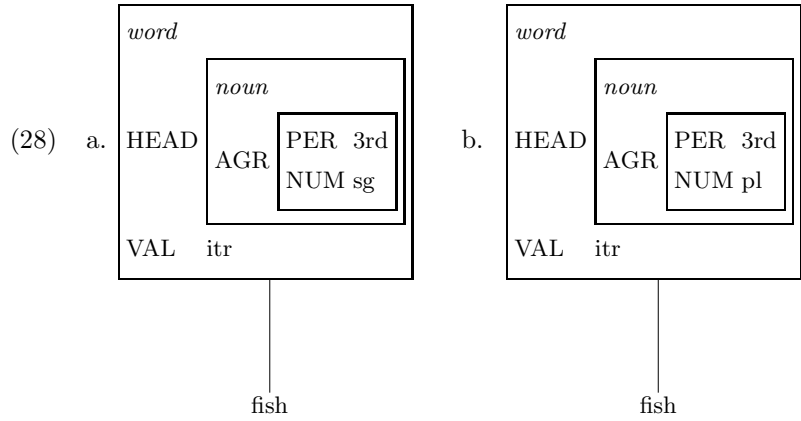 word word
noun noun
(28) a. HEAD PER 3rd b. HEAD PER 3rd
AGR AGR
NUM sg NUM pl
VAL itr VAL itr
fish fish